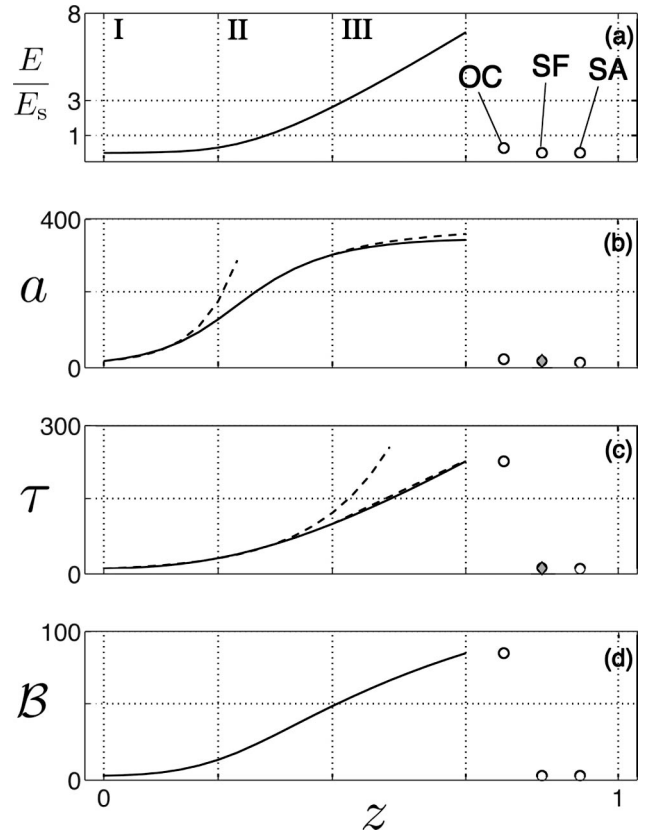 8 I II III (a)
E/E_s
OC SF SA
3
1
400 (b)
a
0
300 (c)
τ
0
100 (d)
B
0
0 z 1